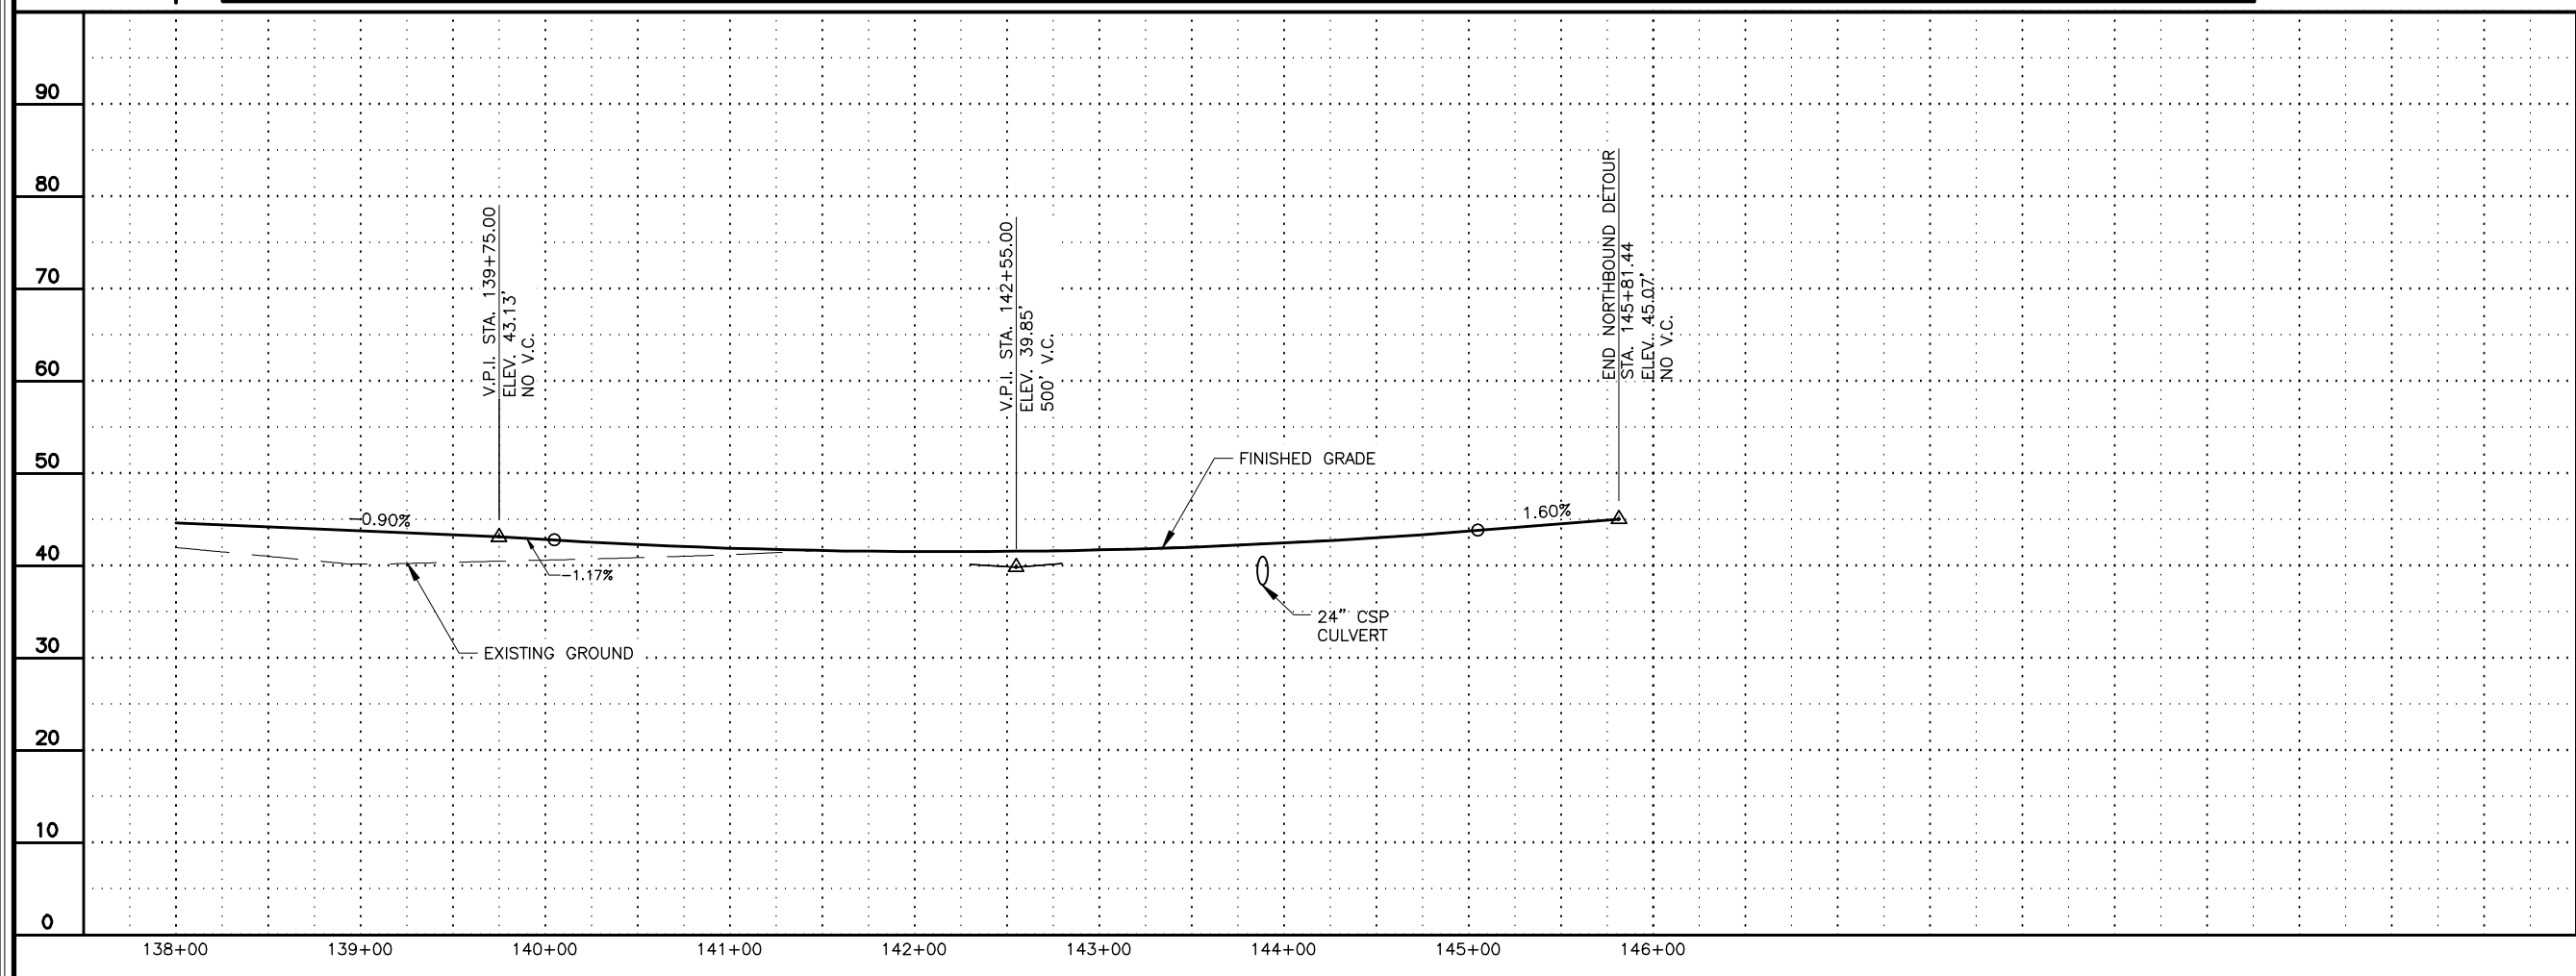 90
80
70
60
50
40
30
20
10
0
V.P.I. STA. 139+75.00
ELEV. 43.13'
NO V.C.
V.P.I. STA. 142+55.00
ELEV. 39.85'
500' V.C.
END NORTHBOUND DETOUR
STA. 145+81.44
ELEV. 45.07'
NO V.C.
FINISHED GRADE
-0.90%
1.60%
-1.17%
24" CSP
CULVERT
EXISTING GROUND
138+00 139+00 140+00 141+00 142+00 143+00 144+00 145+00 146+00